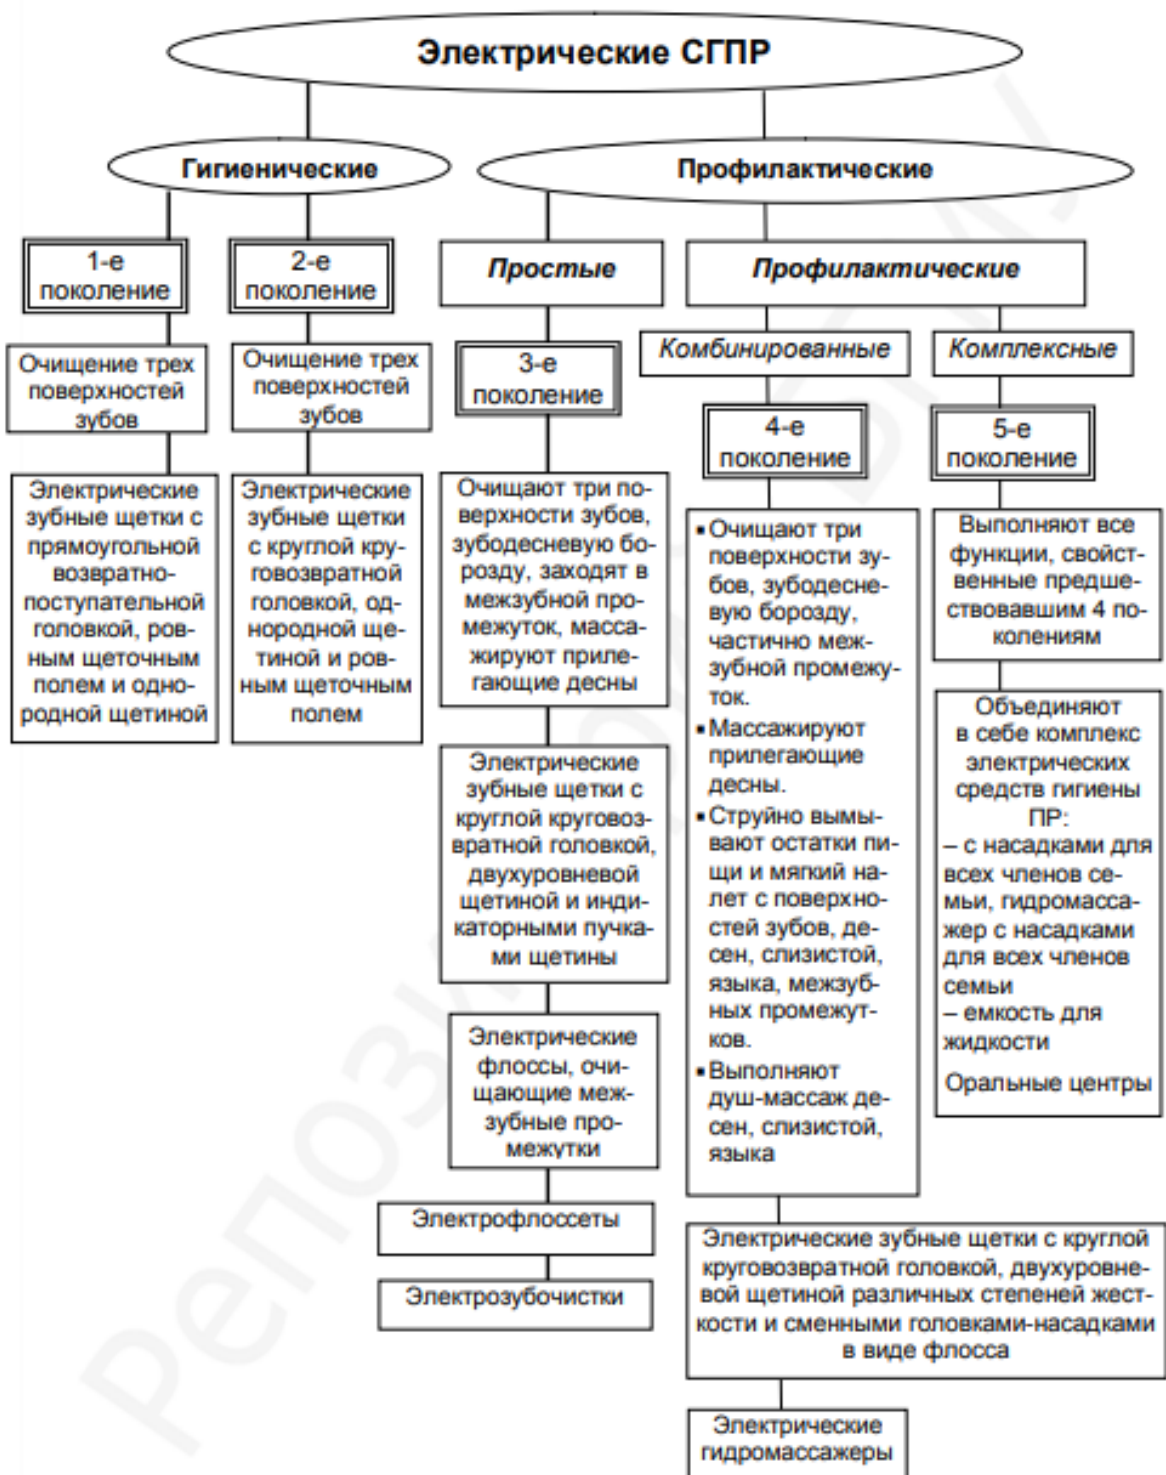 Электрические СГПР
Гигиенические
Профилактические
1-е
поколение
Очищение трех
поверхностей
зубов
Электрические
зубные щетки с
прямоугольной
возвратно-
поступательной
головкой, ров-
ным щеточным
полем и одно-
родной щетиной
2-е
поколение
Очищение трех
поверхностей
зубов
Электрические
зубные щетки
с круглой кру-
говозвратной
головкой, од-
нородной ще-
тиной и ров-
ным щеточным
полем
Простые
3-е
поколение
Очищают три по-
верхности зубов,
зубодесневую бо-
розду, заходят в
межзубной про-
межуток, масса-
жируют приле-
гающие десны
Электрические
зубные щетки с
круглой круговоз-
вратной головкой,
двухуровневой
щетиной и инди-
каторными пучка-
ми щетины
Электрические
флоссы, очи-
щающие меж-
зубные про-
межутки
Электрофлоссеты
Электрозубочистки
Профилактические
Комбинированные
4-е
поколение
▪ Очищают три
поверхности зу-
бов, зубодесне-
вую борозду,
частично меж-
зубной промежу-
ток.
▪ Массажируют
прилегающие
десны.
▪ Струйно вымы-
вают остатки пи-
щи и мягкий на-
лет с поверхно-
стей зубов, де-
сен, слизистой,
языка, межзуб-
ных промежут-
ков.
▪ Выполняют
душ-массаж де-
сен, слизистой,
языка
Электрические зубные щетки с круглой
круговозвратной головкой, двухуровне-
вой щетиной различных степеней жест-
кости и сменными головками-насадками
в виде флосса
Электрические
гидромассажеры
Комплексные
5-е
поколение
Выполняют все
функции, свойст-
венные предше-
ствовавшим 4 по-
колениям
Объединяют
в себе комплекс
электрических
средств гигиены
ПР:
– с насадками для
всех членов се-
мьи, гидромасса-
жер с насадками
для всех членов
семьи
– емкость для
жидкости
Оральные центры